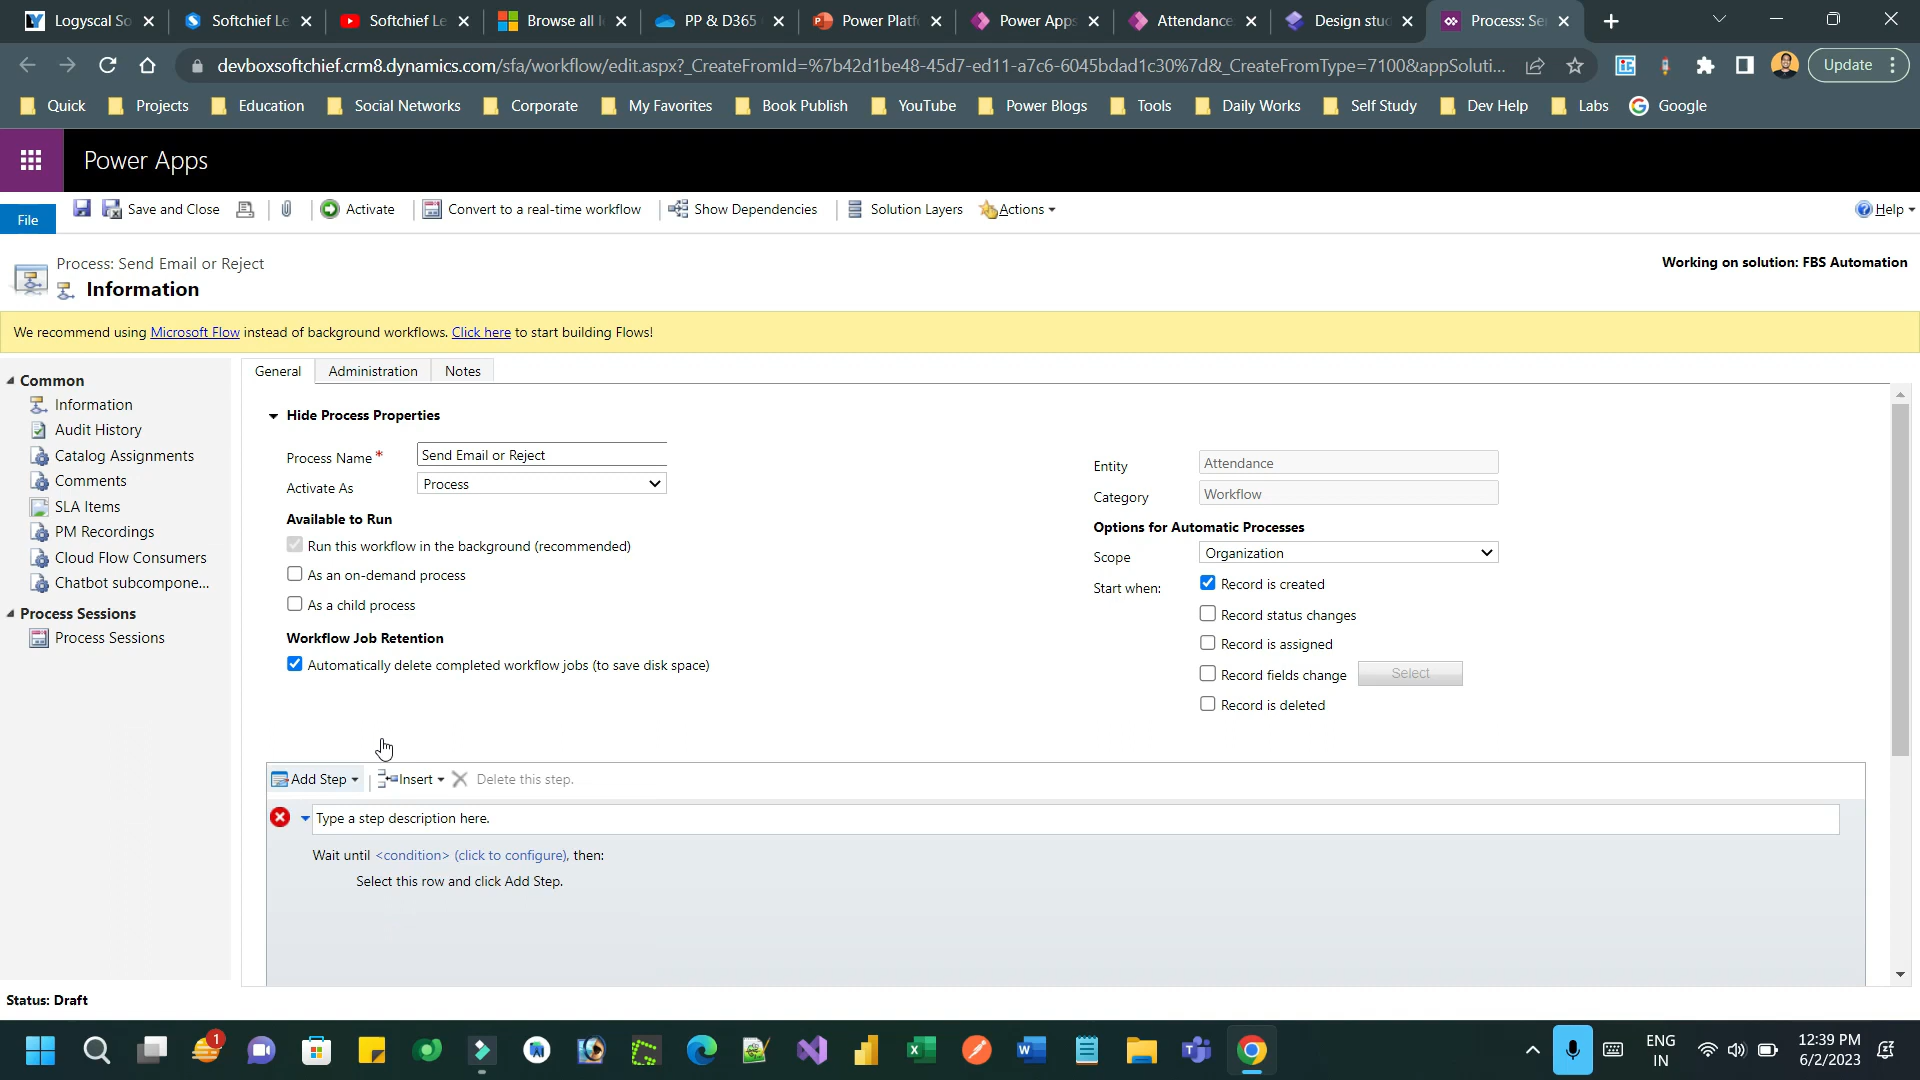 Logyscal So
Softchief Le
Softchief Le
Browse all l
PP & D365
Power Platf
Power Apps
Attendance
Design stud
Process: Se
devboxsoftchief.crm8.dynamics.com/sfa/workflow/edit.aspx?_CreateFromId=%7b42d1be48-45d7-ed11-a7c6-6045bdad1c30%7d&_CreateFromType=7100&appSoluti...
Update
Quick
Projects
Education
Social Networks
Corporate
My Favorites
Book Publish
YouTube
Power Blogs
Tools
Daily Works
Self Study
Dev Help
Labs
Google
Power Apps
File
Save and Close
Activate
Convert to a real-time workflow
Show Dependencies
Solution Layers
Actions
Help
Process: Send Email or Reject
Information
Working on solution: FBS Automation
We recommend using Microsoft Flow instead of background workflows. Click here to start building Flows!
Common
Information
Audit History
Catalog Assignments
Comments
SLA Items
PM Recordings
Cloud Flow Consumers
Chatbot subcompone...
Process Sessions
Process Sessions
General
Administration
Notes
Hide Process Properties
Process Name*
Send Email or Reject
Activate As
Process
Available to Run
Run this workflow in the background (recommended)
As an on-demand process
As a child process
Workflow Job Retention
Automatically delete completed workflow jobs (to save disk space)
Entity
Attendance
Category
Workflow
Options for Automatic Processes
Scope
Organization
Start when:
Record is created
Record status changes
Record is assigned
Record fields change
Select
Record is deleted
Add Step
Insert
Delete this step.
Type a step description here.
Wait until <condition> (click to configure), then:
Select this row and click Add Step.
Status: Draft
1
ENG
IN
12:39 PM
6/2/2023